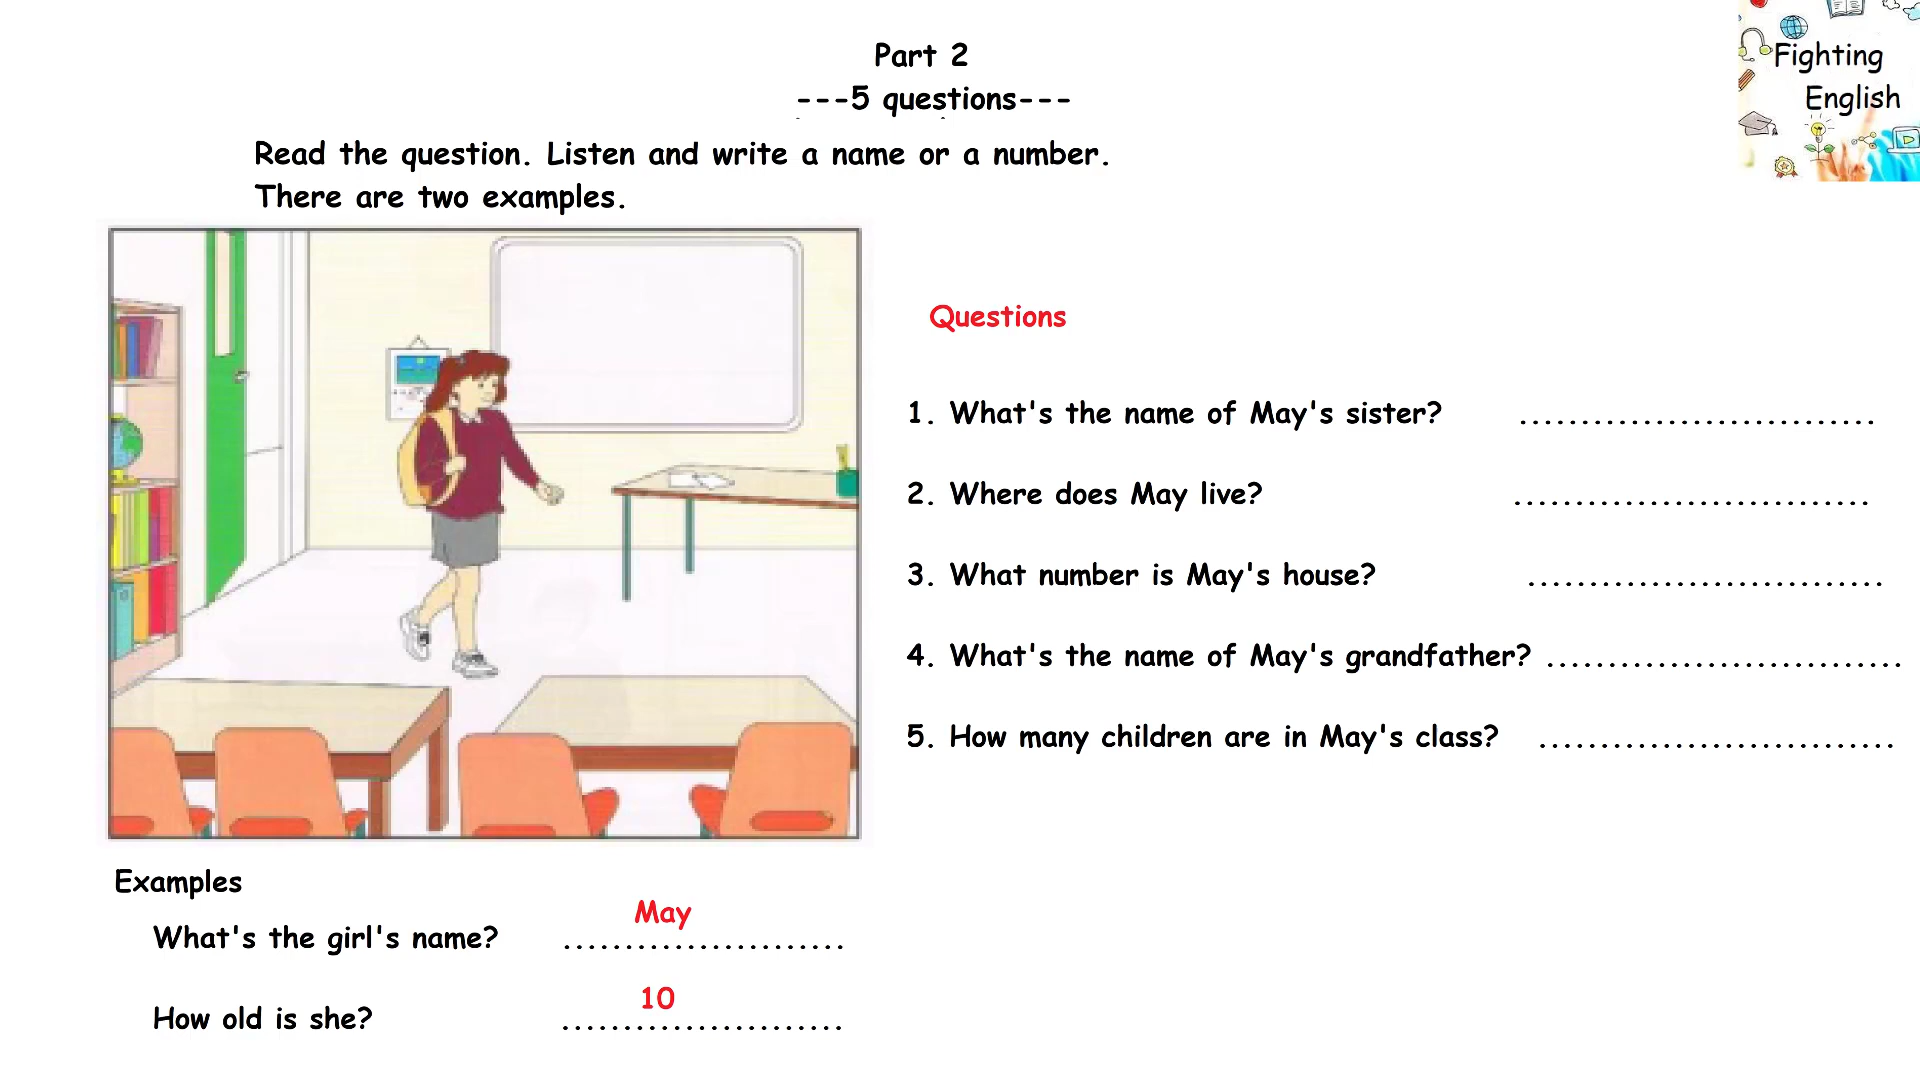 Part 2
---5 questions---
Fighting
English
Read the question. Listen and write a name or a number.
There are two examples.
Questions
1. What's the name of May's sister? ............................
2. Where does May live? ............................
3. What number is May's house? ............................
4. What's the name of May's grandfather? ............................
5. How many children are in May's class? ............................
Examples
What's the girl's name? May ......................
How old is she? 10 ......................